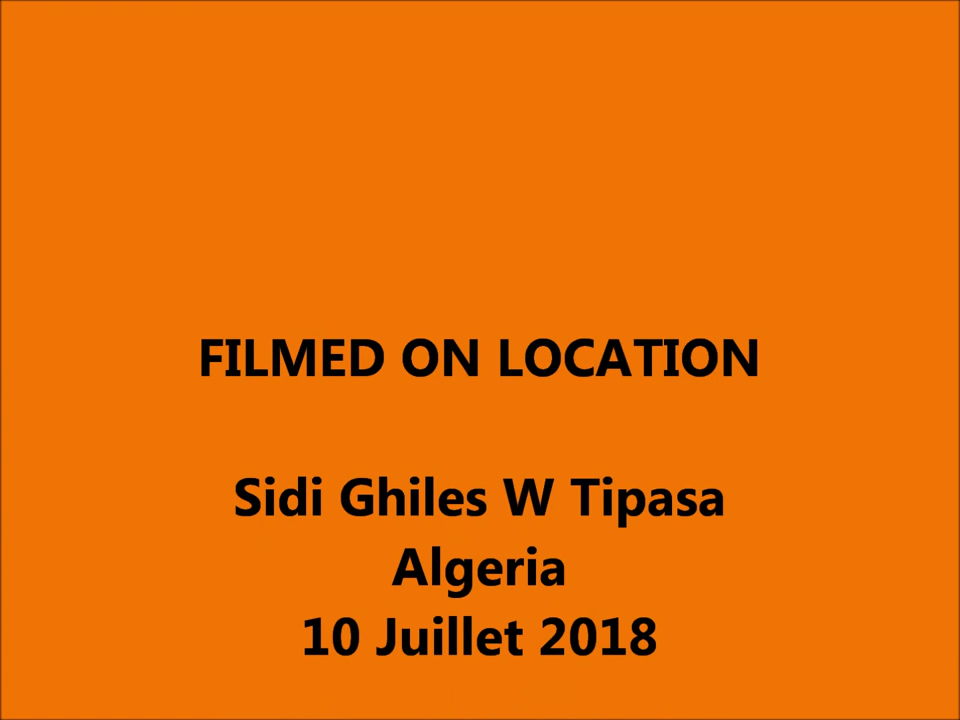 FILMED ON LOCATION
Sidi Ghiles W Tipasa
Algeria
10 Juillet 2018